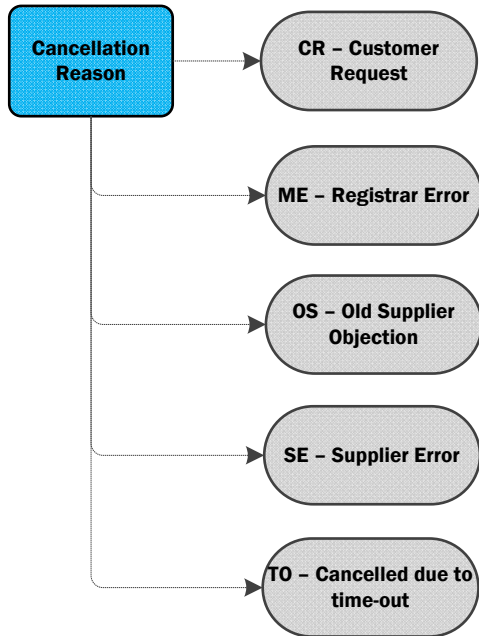 Cancellation
Reason
CR – Customer
Request
ME – Registrar Error
OS – Old Supplier
Objection
SE – Supplier Error
TO – Cancelled due to
time-out